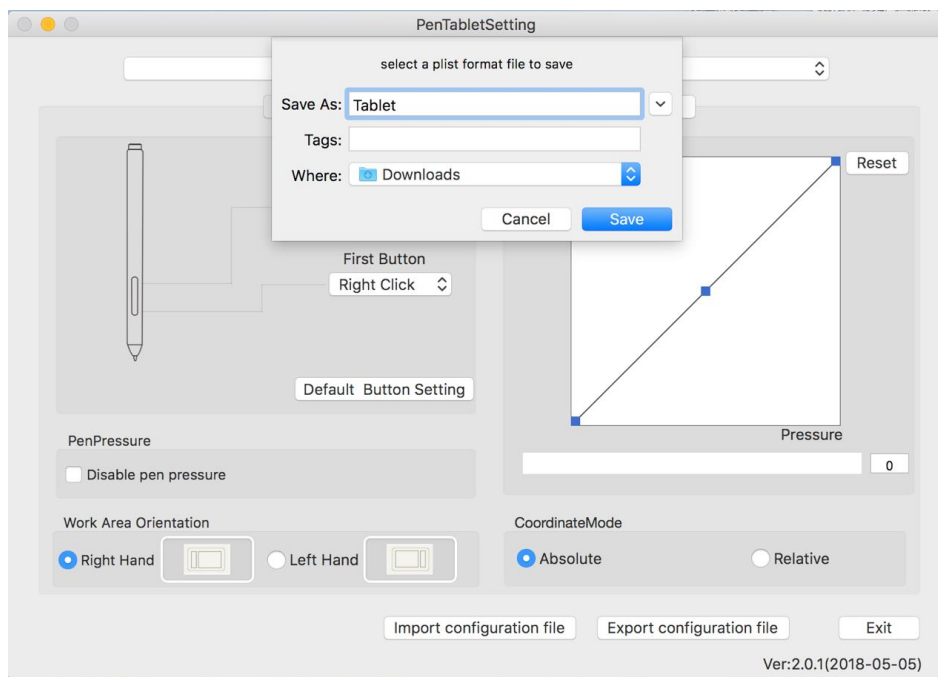 PenTabletSetting
select a plist format file to save
Save As: Tablet
Tags:
Where: Downloads
Cancel Save
Reset
First Button
Right Click
Default Button Setting
Pressure
0
PenPressure
Disable pen pressure
Work Area Orientation
Right Hand Left Hand
CoordinateMode
Absolute Relative
Import configuration file Export configuration file Exit
Ver:2.0.1(2018-05-05)